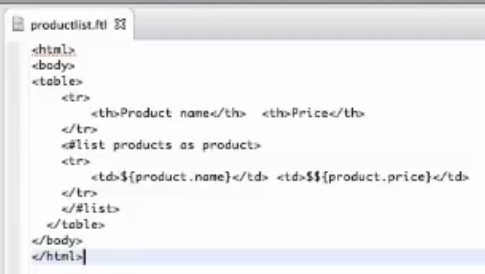 productlist.ftl
<html>
<body>
<table>
<tr>
<th>Product name</th> <th>Price</th>
</tr>
<#list products as product>
<tr>
<td>${product.name}</td> <td>$${product.price}</td>
</tr>
</#list>
</table>
</body>
</html>